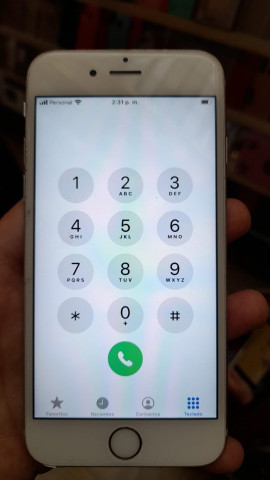 Personal 2:31 p. m.
1 2 3
ABC DEF
4 5 6
GHI JKL MNO
7 8 9
PQRS TUV WXYZ
* 0 #
+
Favoritos Recientes Contactos Teclado